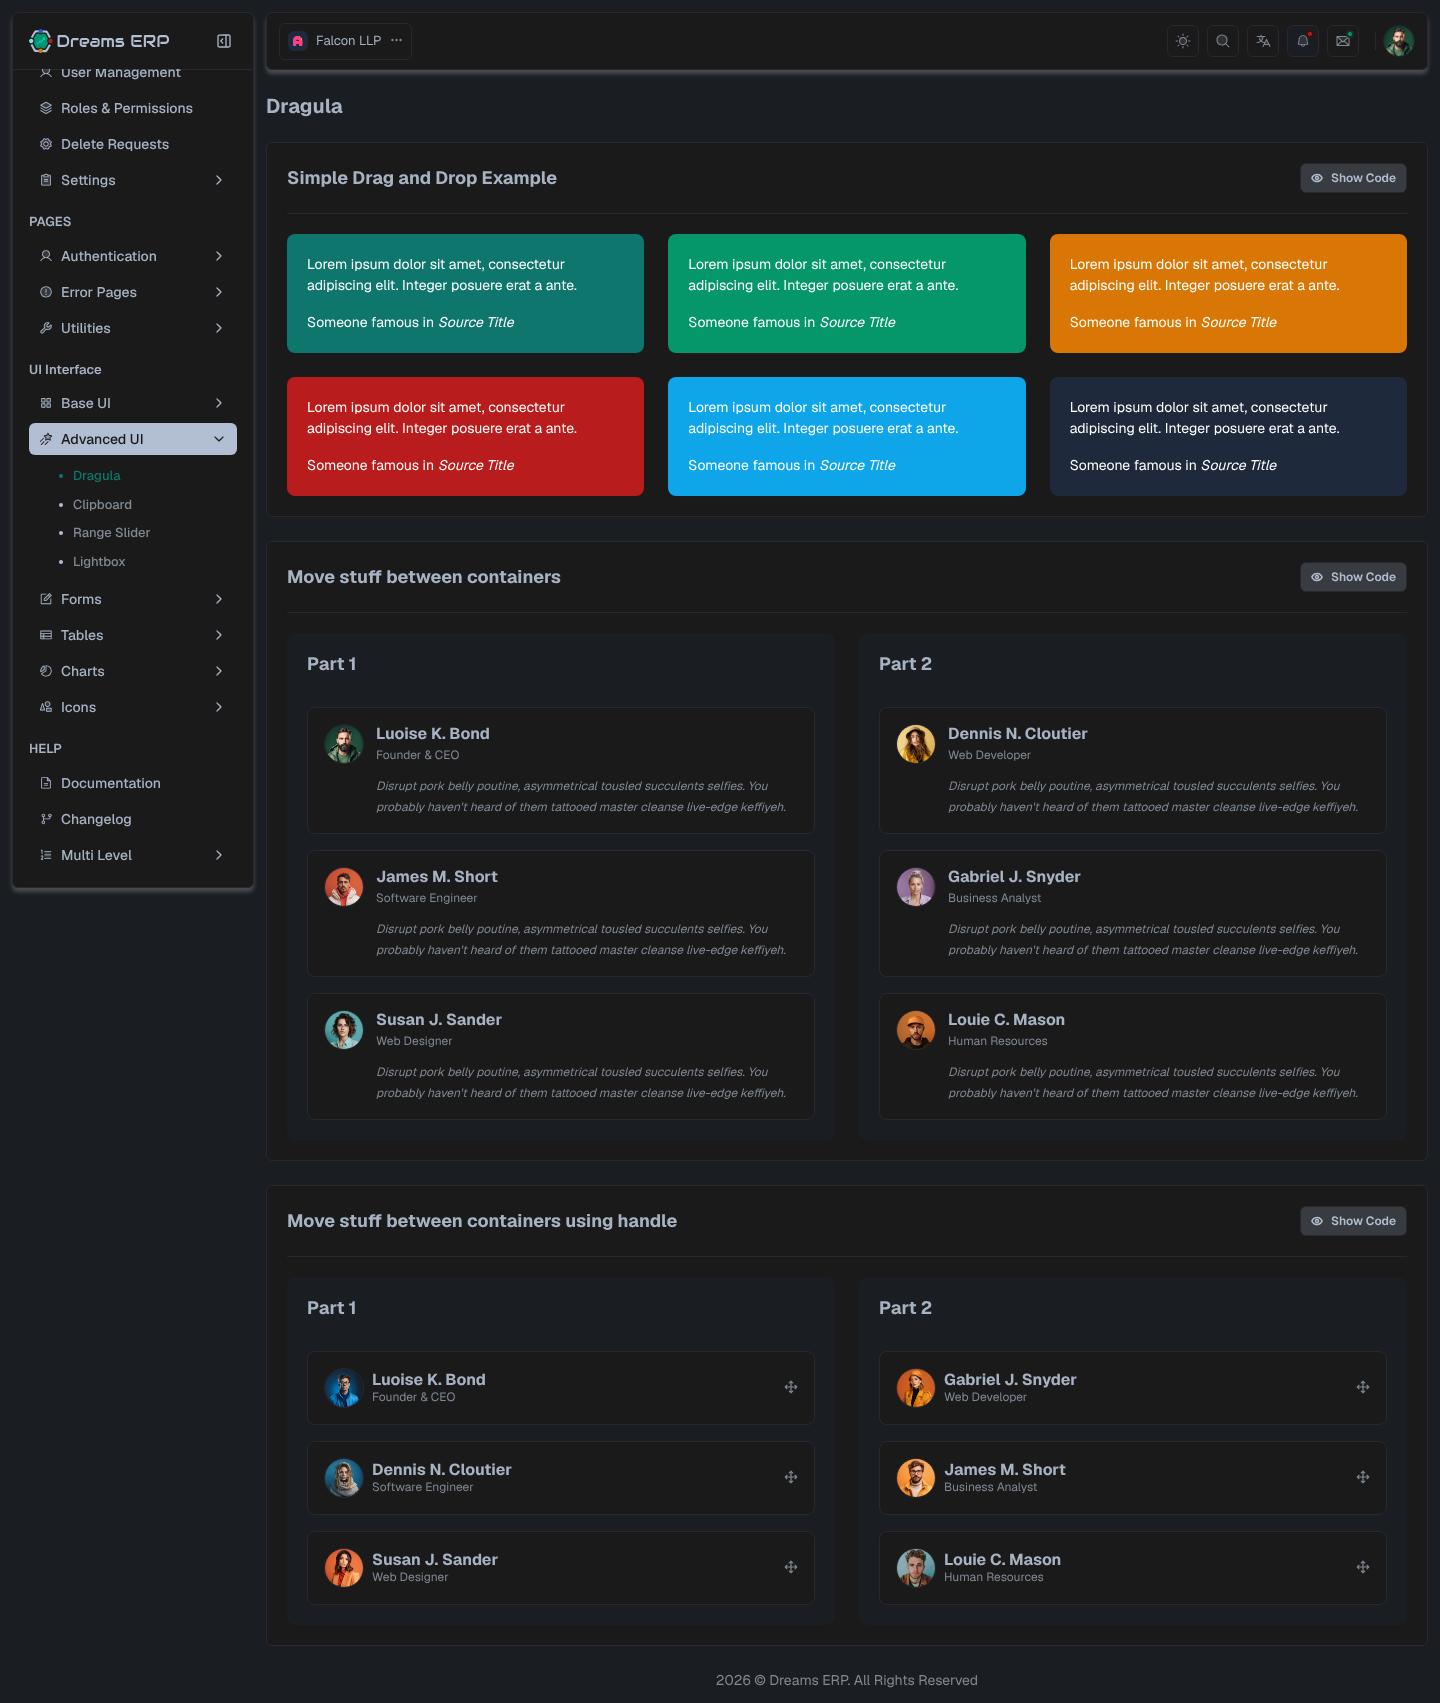 Dreams ERP
User Management
Roles & Permissions
Delete Requests
Settings
PAGES
Authentication
Error Pages
Utilities
UI Interface
Base UI
Advanced UI
Dragula
Clipboard
Range Slider
Lightbox
Forms
Tables
Charts
Icons
HELP
Documentation
Changelog
Multi Level
Falcon LLP
Dragula
Simple Drag and Drop Example
Show Code
Lorem ipsum dolor sit amet, consectetur
adipiscing elit. Integer posuere erat a ante.
Someone famous in Source Title
Lorem ipsum dolor sit amet, consectetur
adipiscing elit. Integer posuere erat a ante.
Someone famous in Source Title
Lorem ipsum dolor sit amet, consectetur
adipiscing elit. Integer posuere erat a ante.
Someone famous in Source Title
Lorem ipsum dolor sit amet, consectetur
adipiscing elit. Integer posuere erat a ante.
Someone famous in Source Title
Lorem ipsum dolor sit amet, consectetur
adipiscing elit. Integer posuere erat a ante.
Someone famous in Source Title
Lorem ipsum dolor sit amet, consectetur
adipiscing elit. Integer posuere erat a ante.
Someone famous in Source Title
Move stuff between containers
Show Code
Part 1
Luoise K. Bond
Founder & CEO
Disrupt pork belly poutine, asymmetrical tousled succulents selfies. You
probably haven't heard of them tattooed master cleanse live-edge keffiyeh.
James M. Short
Software Engineer
Disrupt pork belly poutine, asymmetrical tousled succulents selfies. You
probably haven't heard of them tattooed master cleanse live-edge keffiyeh.
Susan J. Sander
Web Designer
Disrupt pork belly poutine, asymmetrical tousled succulents selfies. You
probably haven't heard of them tattooed master cleanse live-edge keffiyeh.
Part 2
Dennis N. Cloutier
Web Developer
Disrupt pork belly poutine, asymmetrical tousled succulents selfies. You
probably haven't heard of them tattooed master cleanse live-edge keffiyeh.
Gabriel J. Snyder
Business Analyst
Disrupt pork belly poutine, asymmetrical tousled succulents selfies. You
probably haven't heard of them tattooed master cleanse live-edge keffiyeh.
Louie C. Mason
Human Resources
Disrupt pork belly poutine, asymmetrical tousled succulents selfies. You
probably haven't heard of them tattooed master cleanse live-edge keffiyeh.
Move stuff between containers using handle
Show Code
Part 1
Luoise K. Bond
Founder & CEO
Dennis N. Cloutier
Software Engineer
Susan J. Sander
Web Designer
Part 2
Gabriel J. Snyder
Web Developer
James M. Short
Business Analyst
Louie C. Mason
Human Resources
2026 © Dreams ERP. All Rights Reserved